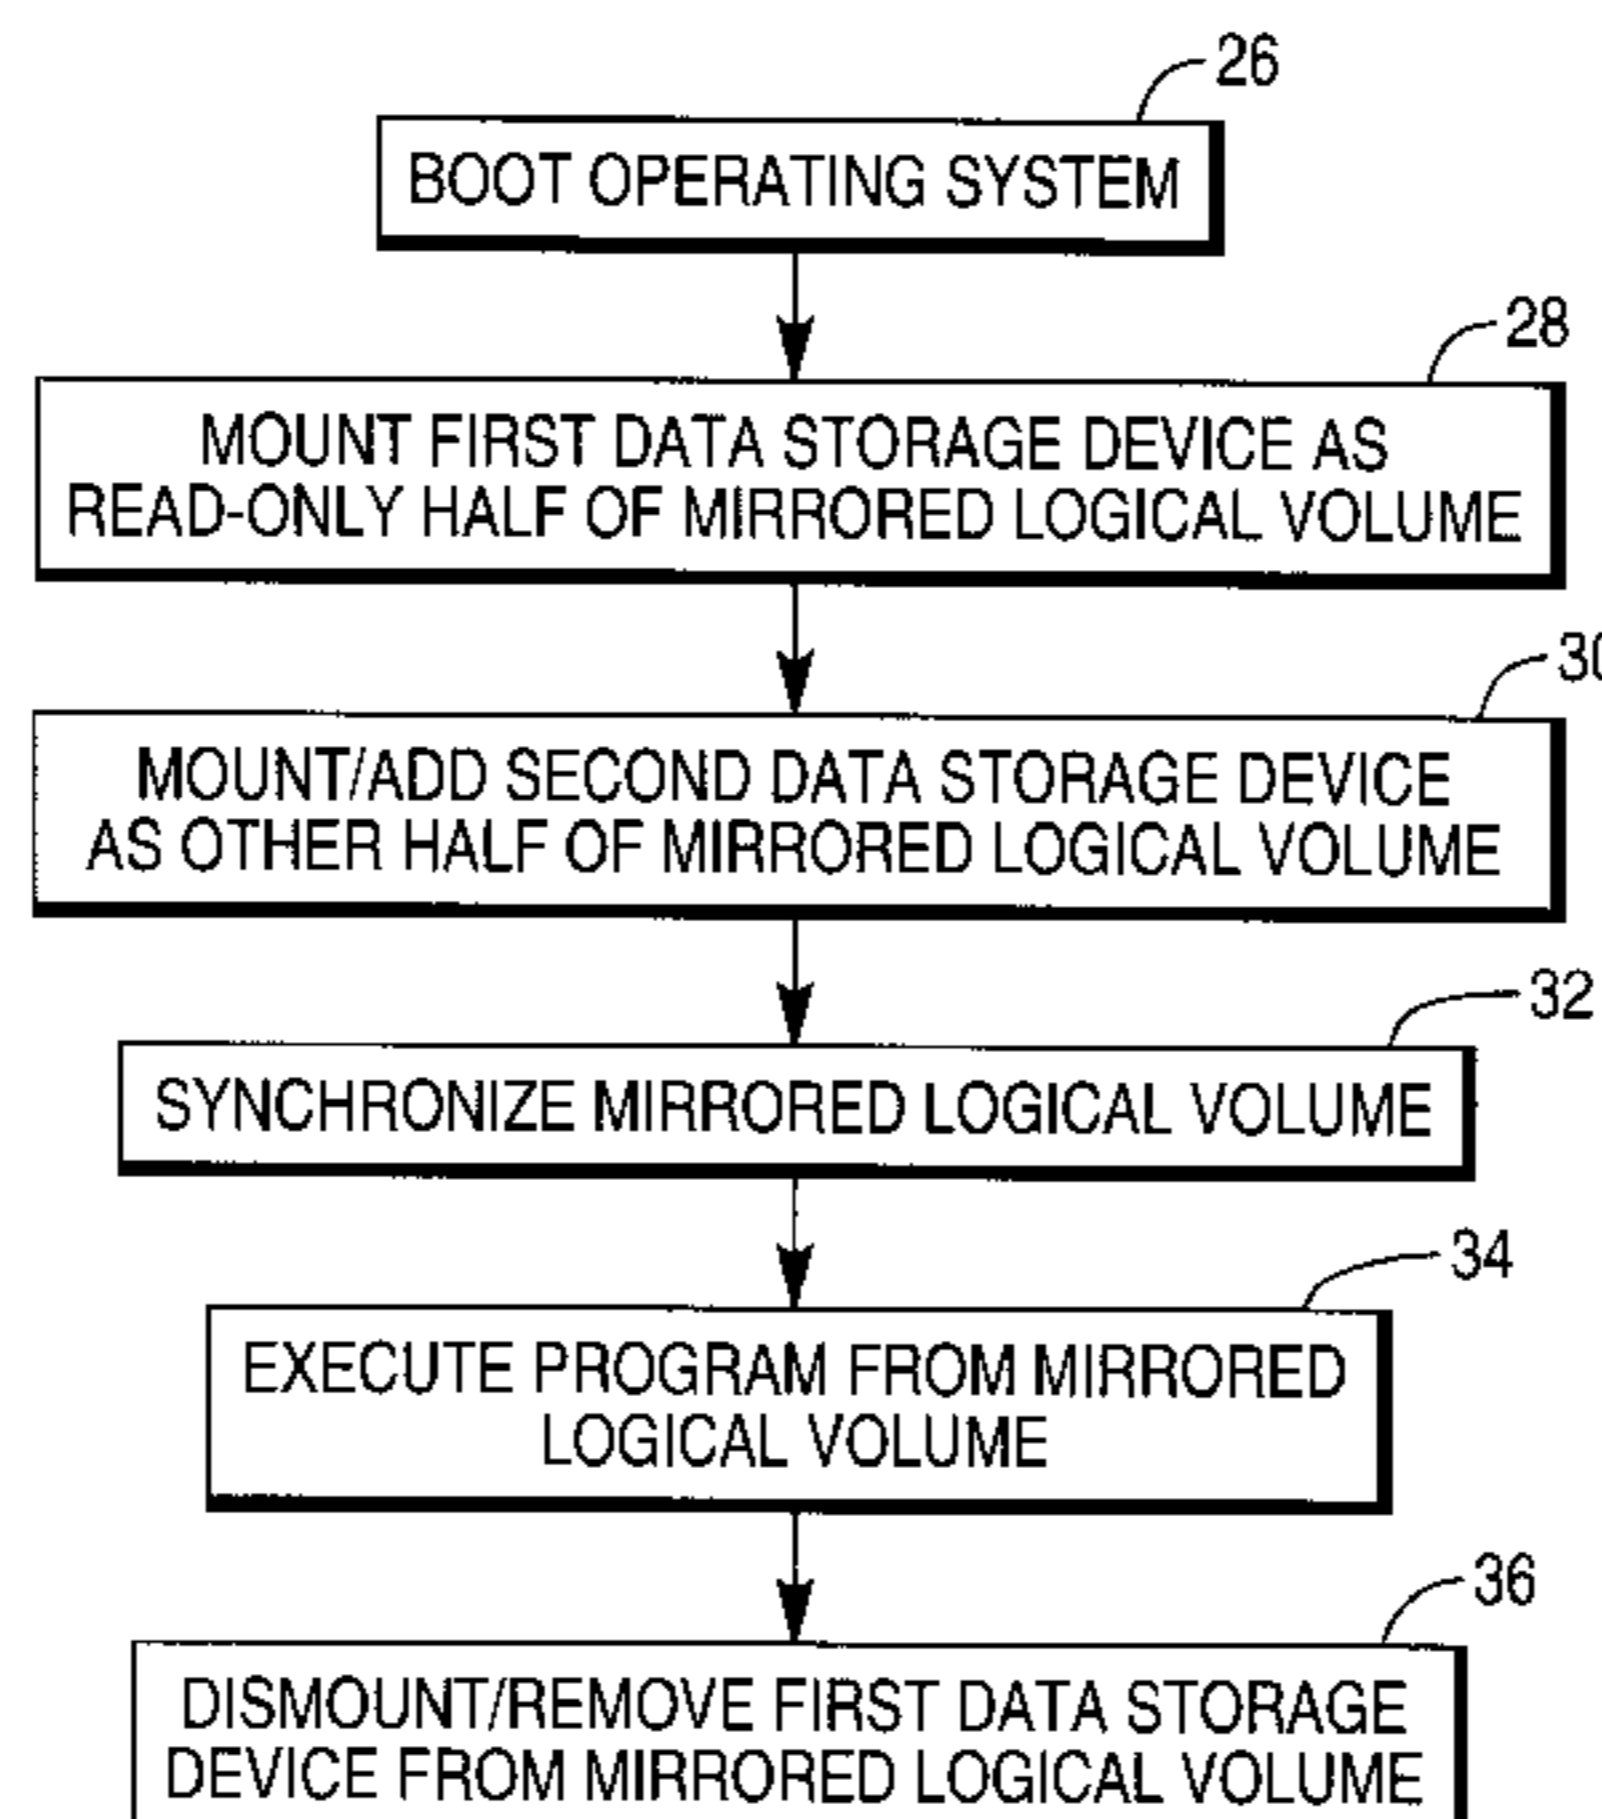 26
BOOT OPERATING SYSTEM
28
MOUNT FIRST DATA STORAGE DEVICE AS
READ-ONLY HALF OF MIRRORED LOGICAL VOLUME
30
MOUNT/ADD SECOND DATA STORAGE DEVICE
AS OTHER HALF OF MIRRORED LOGICAL VOLUME
32
SYNCHRONIZE MIRRORED LOGICAL VOLUME
34
EXECUTE PROGRAM FROM MIRRORED
LOGICAL VOLUME
36
DISMOUNT/REMOVE FIRST DATA STORAGE
DEVICE FROM MIRRORED LOGICAL VOLUME